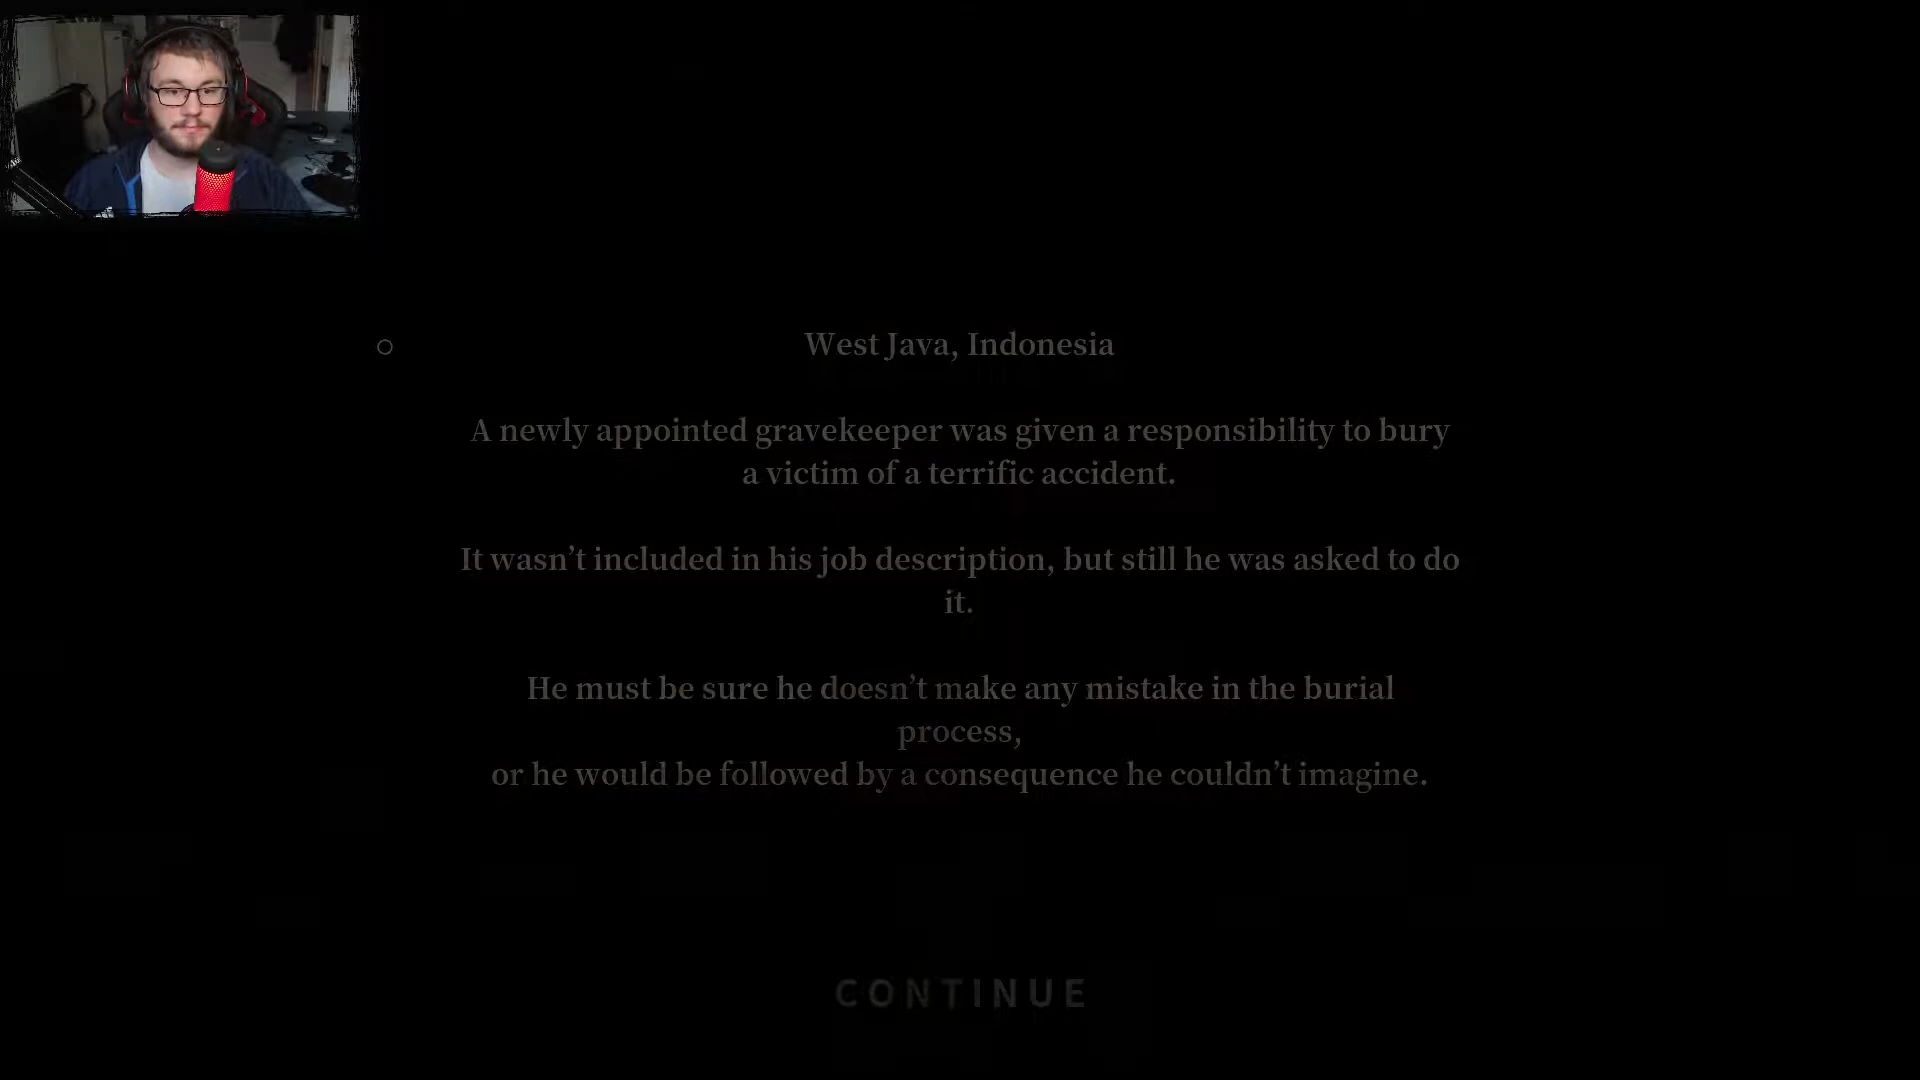 West Java, Indonesia
A newly appointed gravekeeper was given a responsibility to bury
a victim of a terrific accident.
It wasn’t included in his job description, but still he was asked to do
it.
He must be sure he doesn’t make any mistake in the burial
process,
or he would be followed by a consequence he couldn’t imagine.
CONTINUE